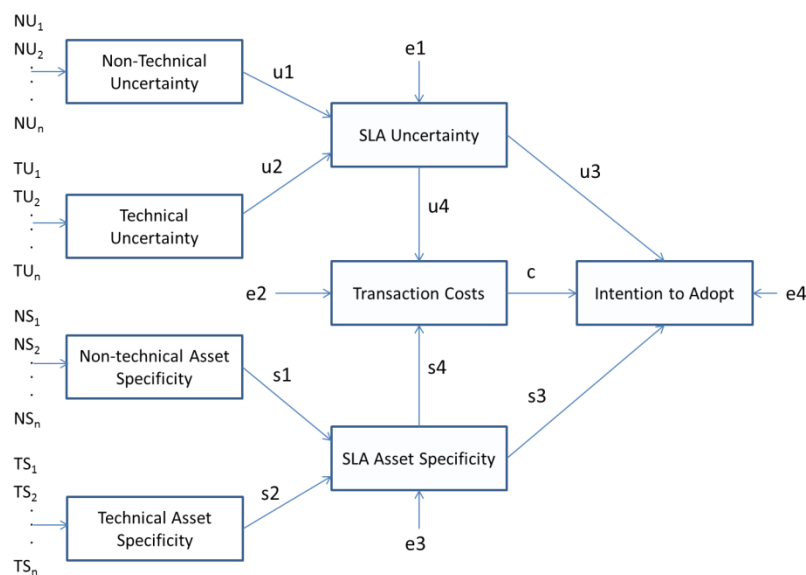 NU1
NU2
.
.
.
NUn
Non-Technical
Uncertainty
u1
e1
SLA Uncertainty
TU1
TU2
.
.
.
TUn
Technical
Uncertainty
u2
u3
u4
e2
Transaction Costs
c
Intention to Adopt
e4
NS1
NS2
.
.
.
NSn
Non-technical Asset
Specificity
s1
s4
s3
SLA Asset Specificity
TS1
TS2
.
.
.
TSn
Technical Asset
Specificity
s2
e3